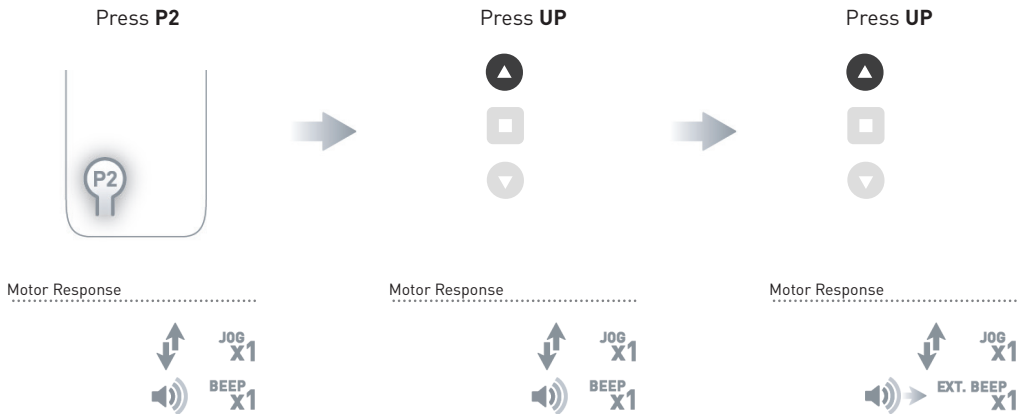 Press P2
Press UP
Press UP
P2
Motor Response
Motor Response
Motor Response
JOG
X1
BEEP
X1
JOG
X1
BEEP
X1
JOG
X1
EXT. BEEP
X1